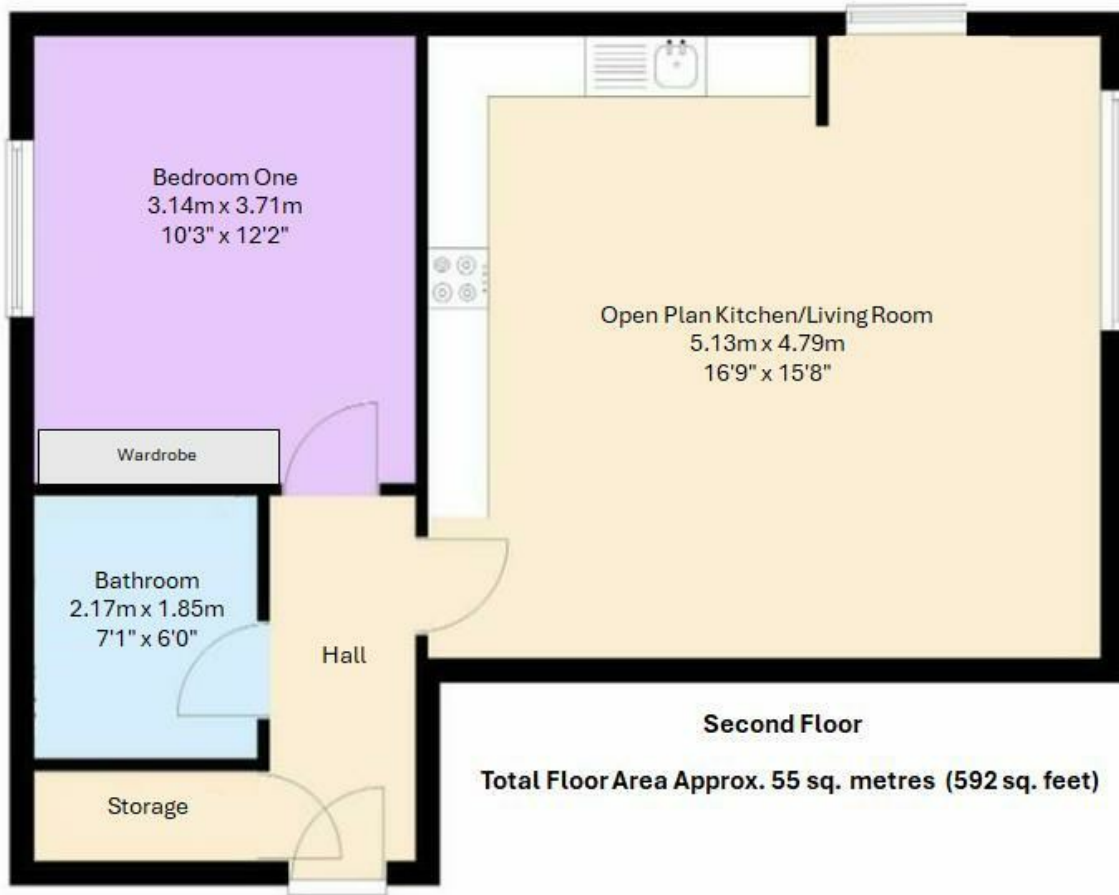 Bedroom One
3.14m x 3.71m
10'3" x 12'2"
Open Plan Kitchen/Living Room
5.13m x 4.79m
16'9" x 15'8"
Wardrobe
Bathroom
2.17m x 1.85m
7'1" x 6'0"
Hall
Storage
Second Floor
Total Floor Area Approx. 55 sq. metres (592 sq. feet)